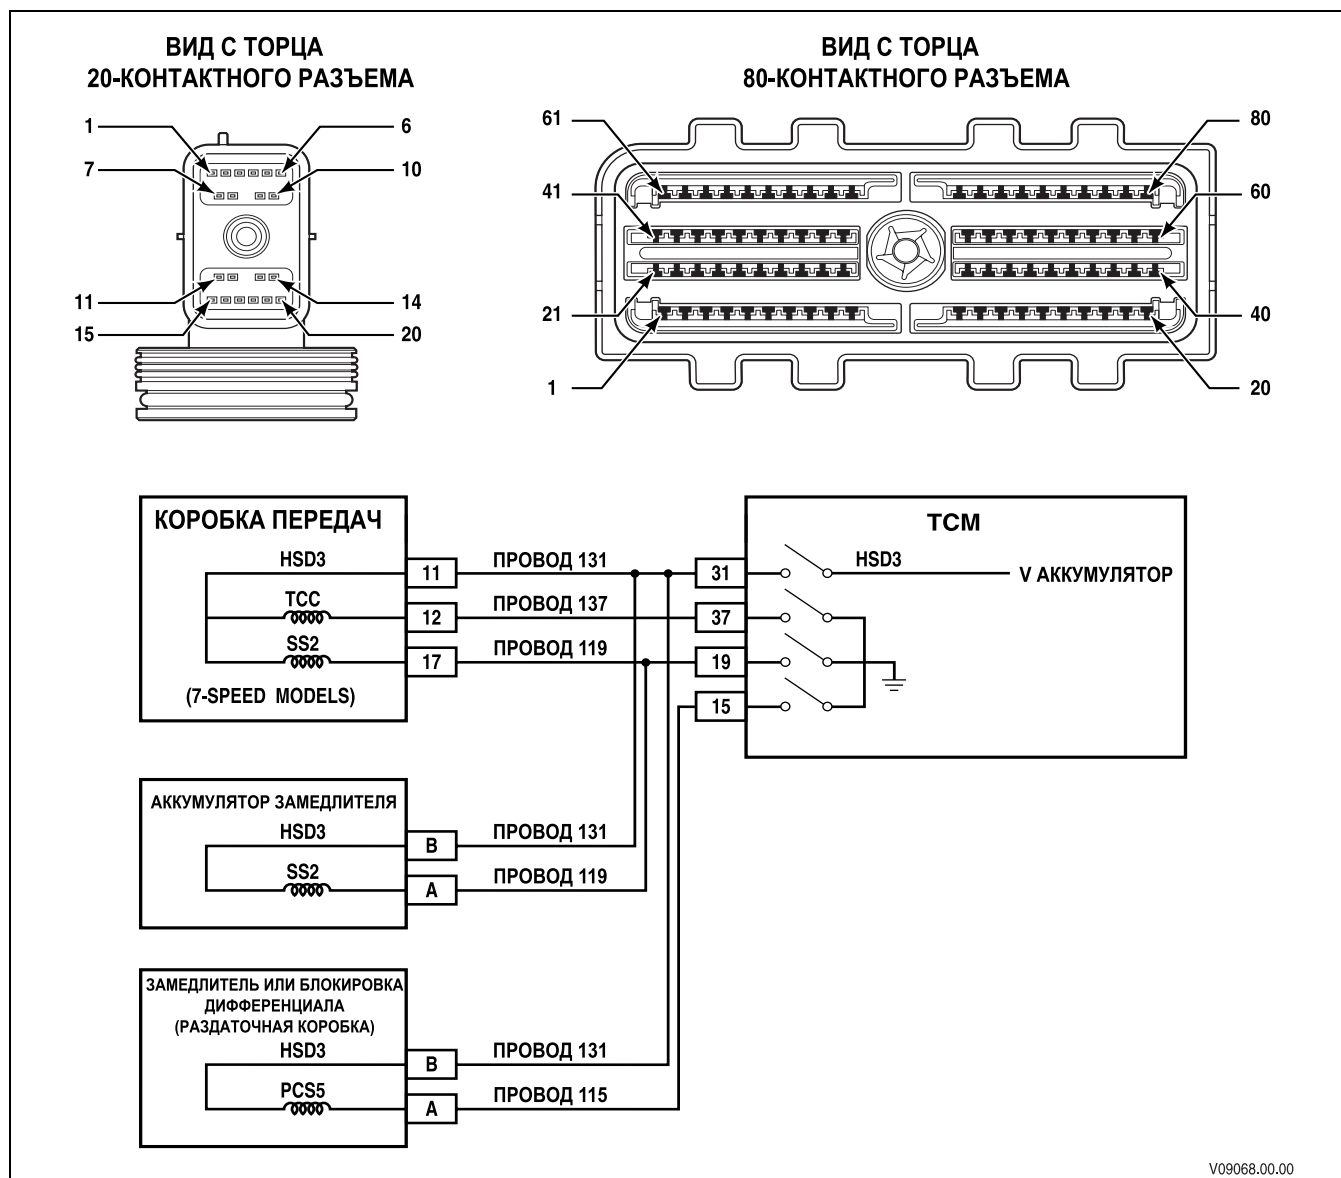 ВИД С ТОРЦА
20-КОНТАКТНОГО РАЗЪЕМА
1
6
7
10
11
14
15
20
ВИД С ТОРЦА
80-КОНТАКТНОГО РАЗЪЕМА
61
80
41
60
21
40
1
20
КОРОБКА ПЕРЕДАЧ
HSD3
11
ПРОВОД 131
TCC
12
ПРОВОД 137
SS2
17
ПРОВОД 119
(7-SPEED MODELS)
TCM
31
HSD3
V АККУМУЛЯТОР
37
19
15
АККУМУЛЯТОР ЗАМЕДЛИТЕЛЯ
HSD3
B
ПРОВОД 131
SS2
A
ПРОВОД 119
ЗАМЕДЛИТЕЛЬ ИЛИ БЛОКИРОВКА
ДИФФЕРЕНЦИАЛА
(РАЗДАТОЧНАЯ КОРОБКА)
HSD3
B
ПРОВОД 131
PCS5
A
ПРОВОД 115
V09068.00.00